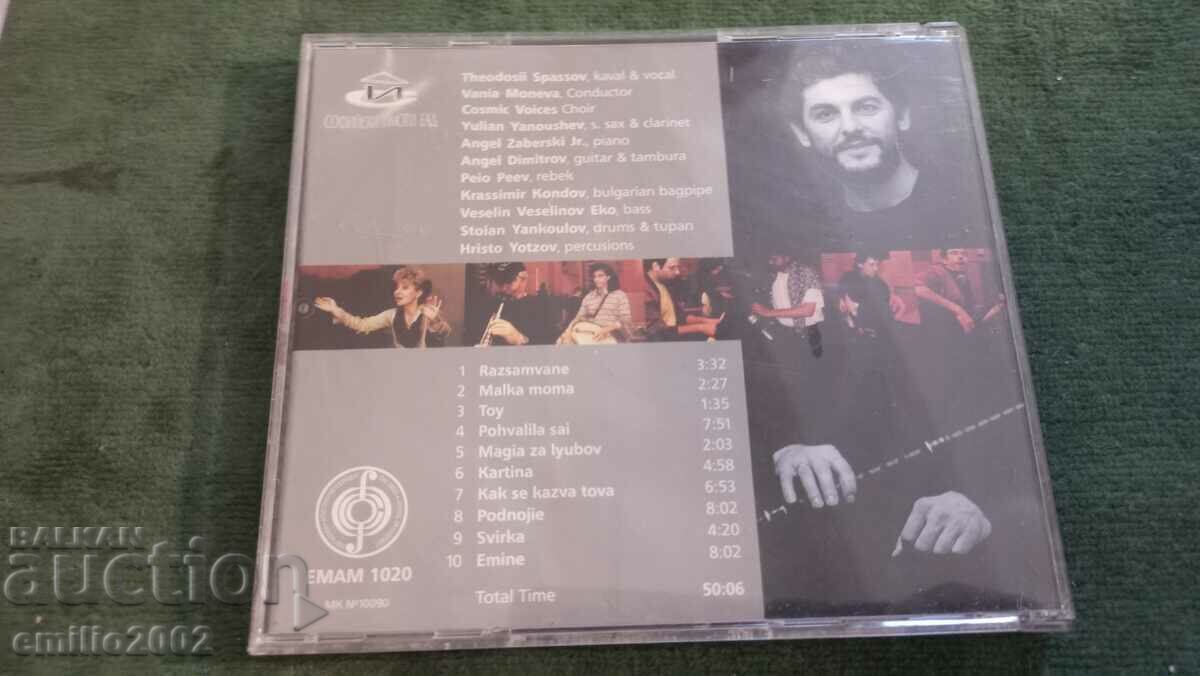 Theodosii Spassov, kaval & vocal
Vania Moneva, Conductor
Cosmic Voices Choir
Yulian Yanoushev, s. sax & clarinet
Angel Zaberski Jr., piano
Angel Dimitrov, guitar & tambura
Peio Peev, rebek
Krassimir Kondov, bulgarian bagpipe
Veselin Veselinov Eko, bass
Stoian Yankoulov, drums & tupan
Hristo Yotzov, percusions
1 Razsamvane 3:32
2 Malka moma 2:27
3 Toy 1:35
4 Pohvalila sai 7:51
5 Magia za lyubov 2:03
6 Kartina 4:58
7 Kak se kazva tova 6:53
8 Podnojie 8:02
9 Svirka 4:20
10 Emine 8:02
Total Time 50:06
EMAM 1020
MK Nº10090
BALKAN
auction
emilio2002